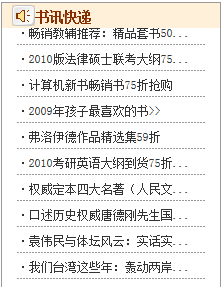 书讯快递
·畅销教辅推荐：精品套书50...
·2010版法律硕士联考大纲75...
·计算机新书畅销书75折抢购
·2009年孩子最喜欢的书>>
·弗洛伊德作品精选集59折
·2010考研英语大纲到货75折...
·权威定本四大名著（人民文...
·口述历史权威唐德刚先生国...
·袁伟民与体坛风云：实话实...
·我们台湾这些年：轰动两岸...